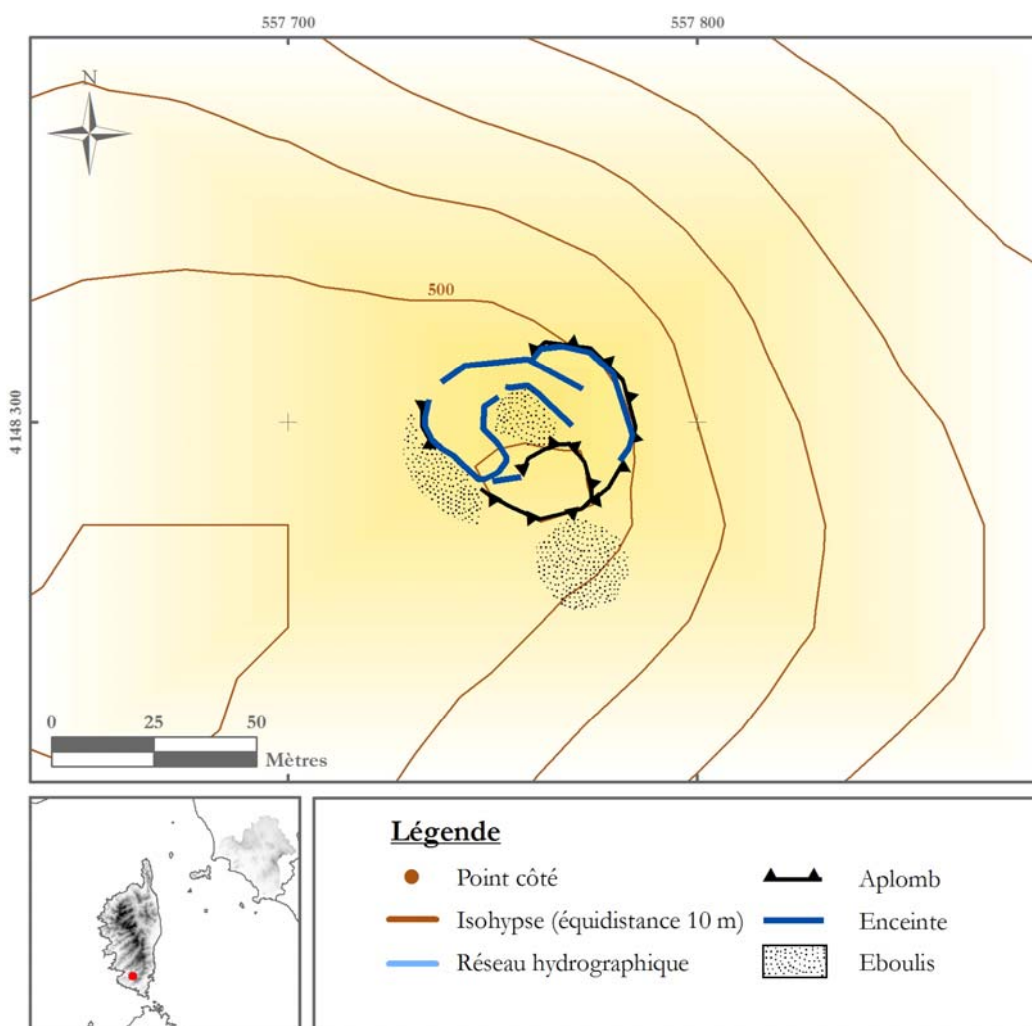 557 700
557 800
N
500
4 148 300
0
25
50
Mètres
Légende
Point côté
Isohypse (équidistance 10 m)
Réseau hydrographique
Aplomb
Enceinte
Eboulis